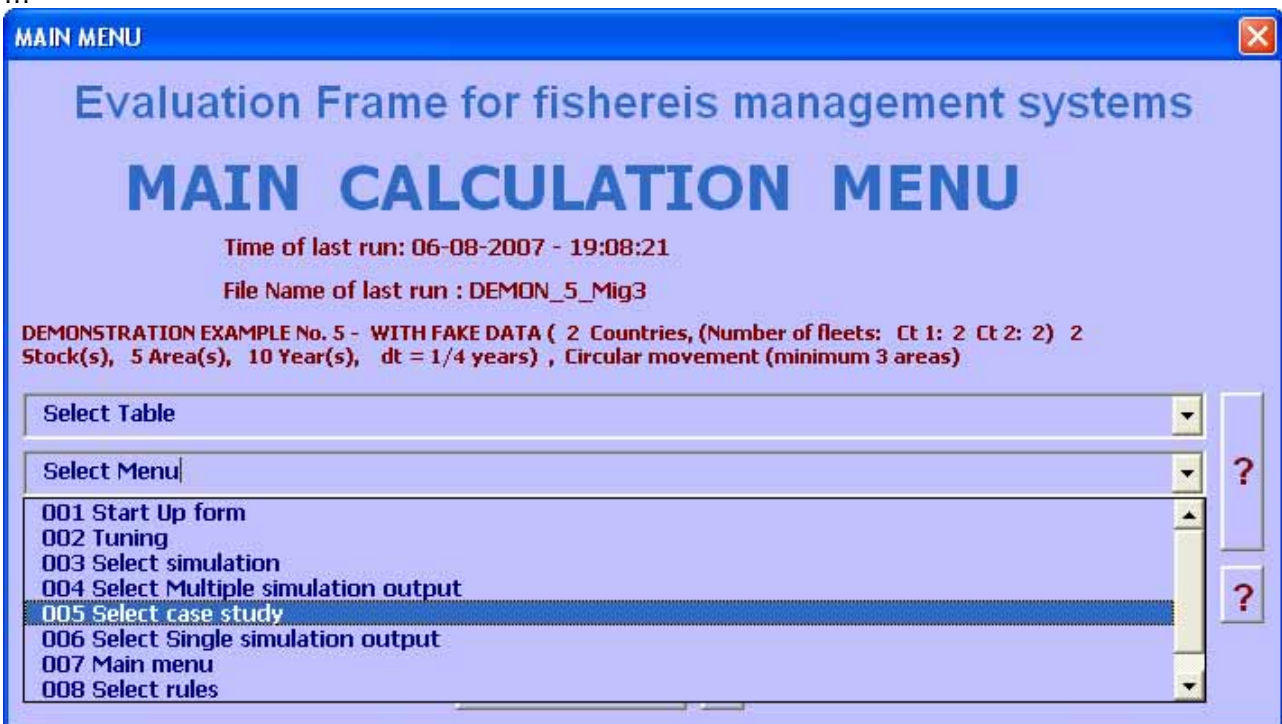 ...
MAIN MENU
Evaluation Frame for fishereis management systems
MAIN CALCULATION MENU
Time of last run: 06-08-2007 - 19:08:21
File Name of last run : DEMON_5_Mig3
DEMONSTRATION EXAMPLE No. 5 - WITH FAKE DATA ( 2 Countries, (Number of fleets: Ct 1: 2 Ct 2: 2) 2
Stock(s), 5 Area(s), 10 Year(s), dt = 1/4 years) , Circular movement (minimum 3 areas)
Select Table
Select Menu
?
001 Start Up form
002 Tuning
003 Select simulation
004 Select Multiple simulation output
005 Select case study
?
006 Select Single simulation output
007 Main menu
008 Select rules